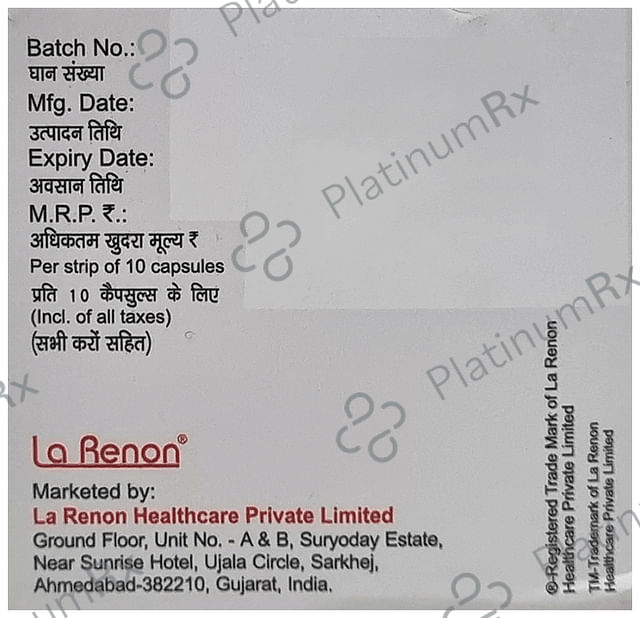 Batch No.:
घान संख्या
Mfg. Date:
उत्पादन तिथि
Expiry Date:
अवसान तिथि
M.R.P. ₹.:
अधिकतम खुदरा मूल्य ₹
Per strip of 10 capsules
प्रति 10 कैपसुल्स के लिए
(Incl. of all taxes)
(सभी करों सहित)
La Renon®
Marketed by:
La Renon Healthcare Private Limited
Ground Floor, Unit No. - A & B, Suryoday Estate,
Near Sunrise Hotel, Ujala Circle, Sarkhej,
Ahmedabad-382210, Gujarat, India.
®-Registered Trade Mark of La Renon
Healthcare Private Limited
TM-Trademark of La Renon
Healthcare Private Limited
PlatinumRx
PlatinumRx